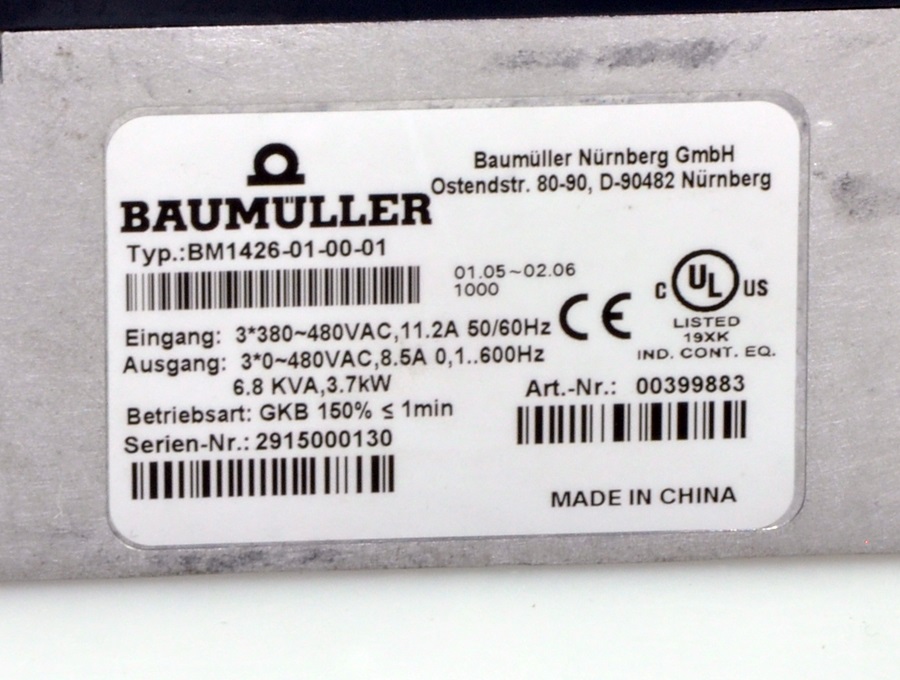 BAUMÜLLER
Baumüller Nürnberg GmbH
Ostendstr. 80-90, D-90482 Nürnberg
Typ.:BM1426-01-00-01
01.05~02.06
1000
CE
C UL US
LISTED
19XK
IND. CONT. EQ.
Eingang: 3*380~480VAC,11.2A 50/60Hz
Ausgang: 3*0~480VAC,8.5A 0,1..600Hz
6.8 KVA,3.7kW
Betriebsart: GKB 150% ≤ 1min
Serien-Nr.: 2915000130
Art.-Nr.: 00399883
MADE IN CHINA